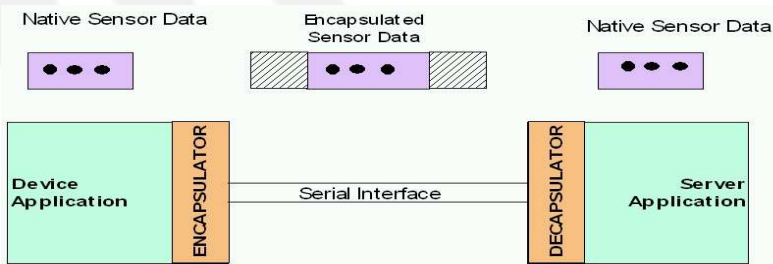 Native Sensor Data
Encapsulated
Sensor Data
Native Sensor Data
Device
Application
ENCAPSULATOR
Serial Interface
DECAPSULATOR
Server
Application